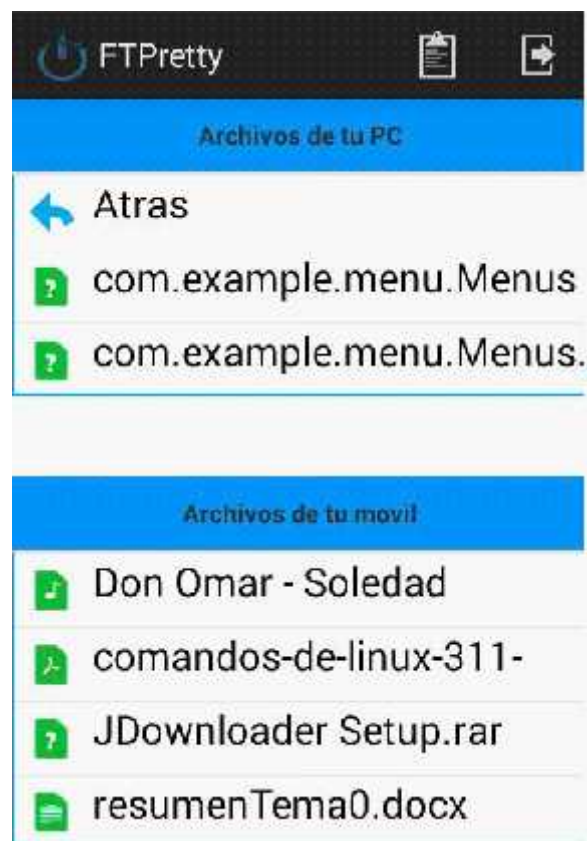 FTPretty
Archivos de tu PC
Atras
com.example.menu.Menus
com.example.menu.Menus.
Archivos de tu movil
Don Omar - Soledad
comandos-de-linux-311-
JDownloader Setup.rar
resumenTema0.docx